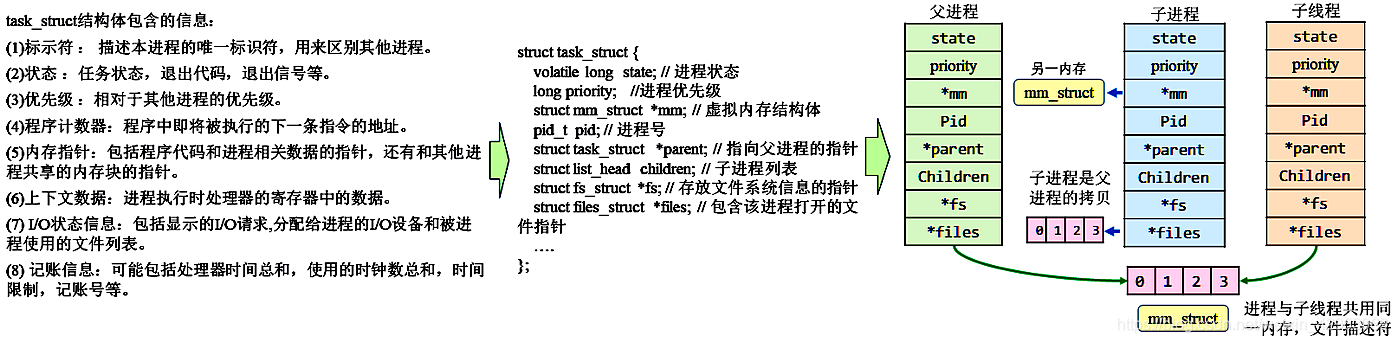 task_struct结构体包含的信息：
(1)标示符： 描述本进程的唯一标识符，用来区别其他进程。
(2)状态 ：任务状态，退出代码，退出信号等。
(3)优先级 ：相对于其他进程的优先级。
(4)程序计数器：程序中即将被执行的下一条指令的地址。
(5)内存指针：包括程序代码和进程相关数据的指针，还有和其他进
程共享的内存块的指针。
(6)上下文数据：进程执行时处理器的寄存器中的数据。
(7) I/O状态信息：包括显示的I/O请求,分配给进程的I/O设备和被
进程使用的文件列表。
(8) 记账信息：可能包括处理器时间总和，使用的时钟数总和，时间
限制，记账号等。
struct task_struct {
volatile long state; // 进程状态
long priority; //进程优先级
struct mm_struct *mm; // 虚拟内存结构体
pid_t pid; // 进程号
struct task_struct *parent; // 指向父进程的指针
struct list_head children; // 子进程列表
struct fs_struct *fs; // 存放文件系统信息的指针
struct files_struct *files; // 包含该进程打开的文
件指针
....
};
父进程
state
priority
*mm
Pid
*parent
Children
*fs
*files
另一内存
mm_struct
子进程是父
进程的拷贝
0 1 2 3
子进程
state
priority
*mm
Pid
*parent
Children
*fs
*files
子线程
state
priority
*mm
Pid
*parent
Children
*fs
*files
0 1 2 3
mm_struct
进程与子线程共用同
一内存，文件描述符